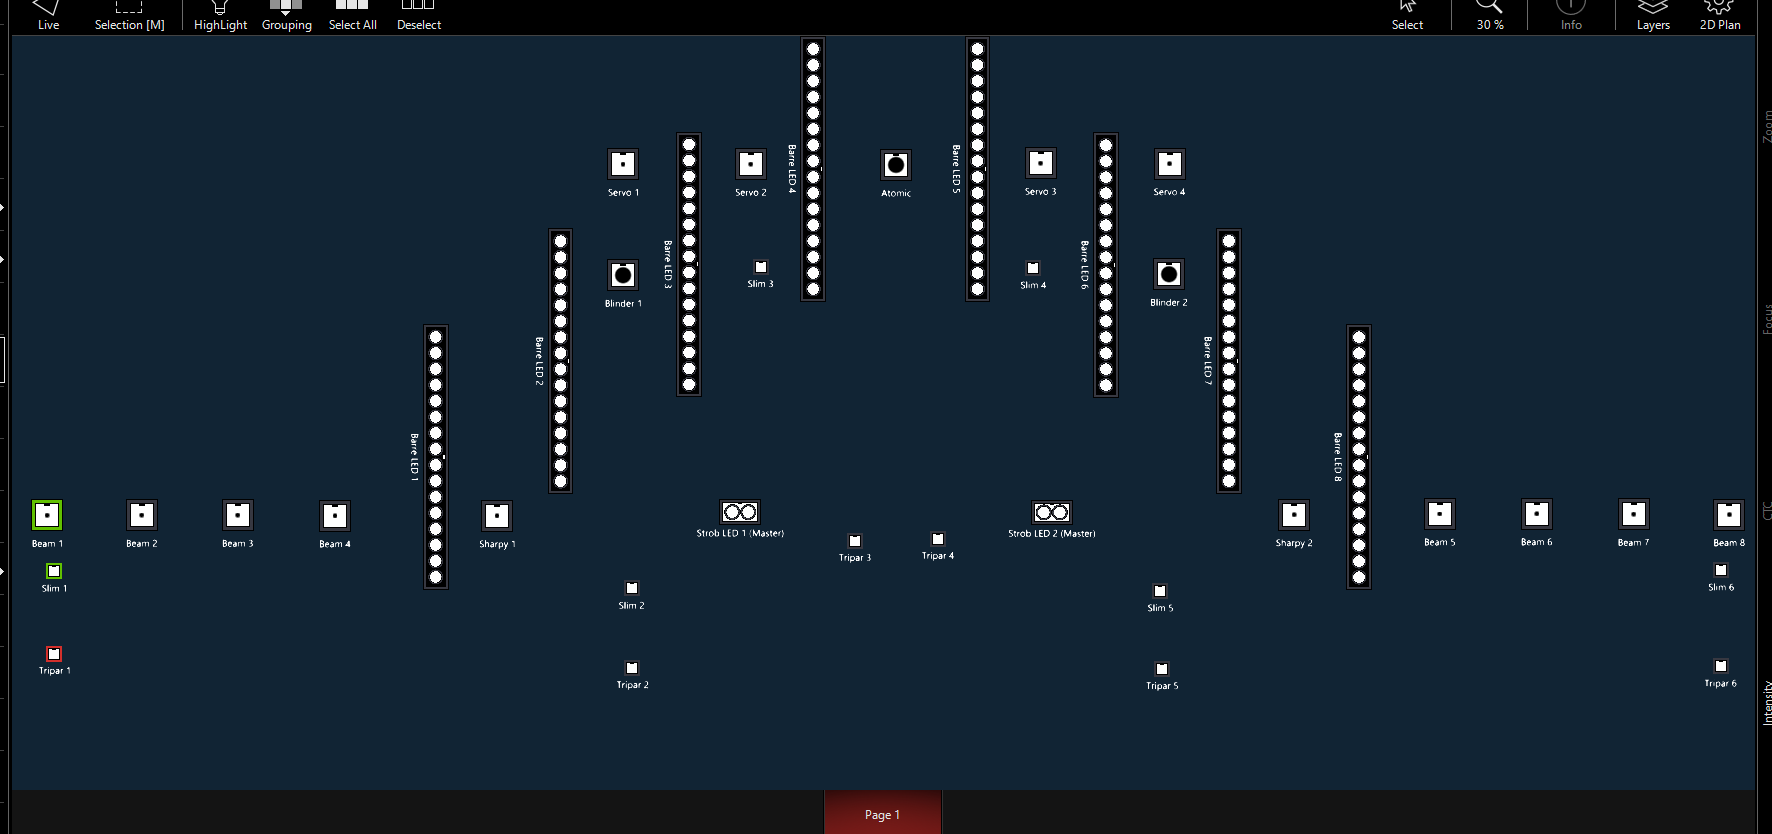 Live
Selection [M]
HighLight
Grouping
Select All
Deselect
Select
30 %
Info
Layers
2D Plan
Zoom
Barre LED 4
Barre LED 5
Servo 1
Servo 2
Atomic
Servo 3
Servo 4
Barre LED 3
Barre LED 6
Slim 3
Slim 4
Blinder 1
Blinder 2
Focus
Barre LED 2
Barre LED 7
Barre LED 1
Barre LED 8
CTC
Strob LED 1 (Master)
Strob LED 2 (Master)
Beam 1
Beam 2
Beam 3
Beam 4
Sharpy 1
Sharpy 2
Beam 5
Beam 6
Beam 7
Beam 8
Tripar 3
Tripar 4
Slim 1
Slim 6
Slim 2
Slim 5
Tripar 1
Tripar 2
Tripar 5
Tripar 6
Intensity
Page 1